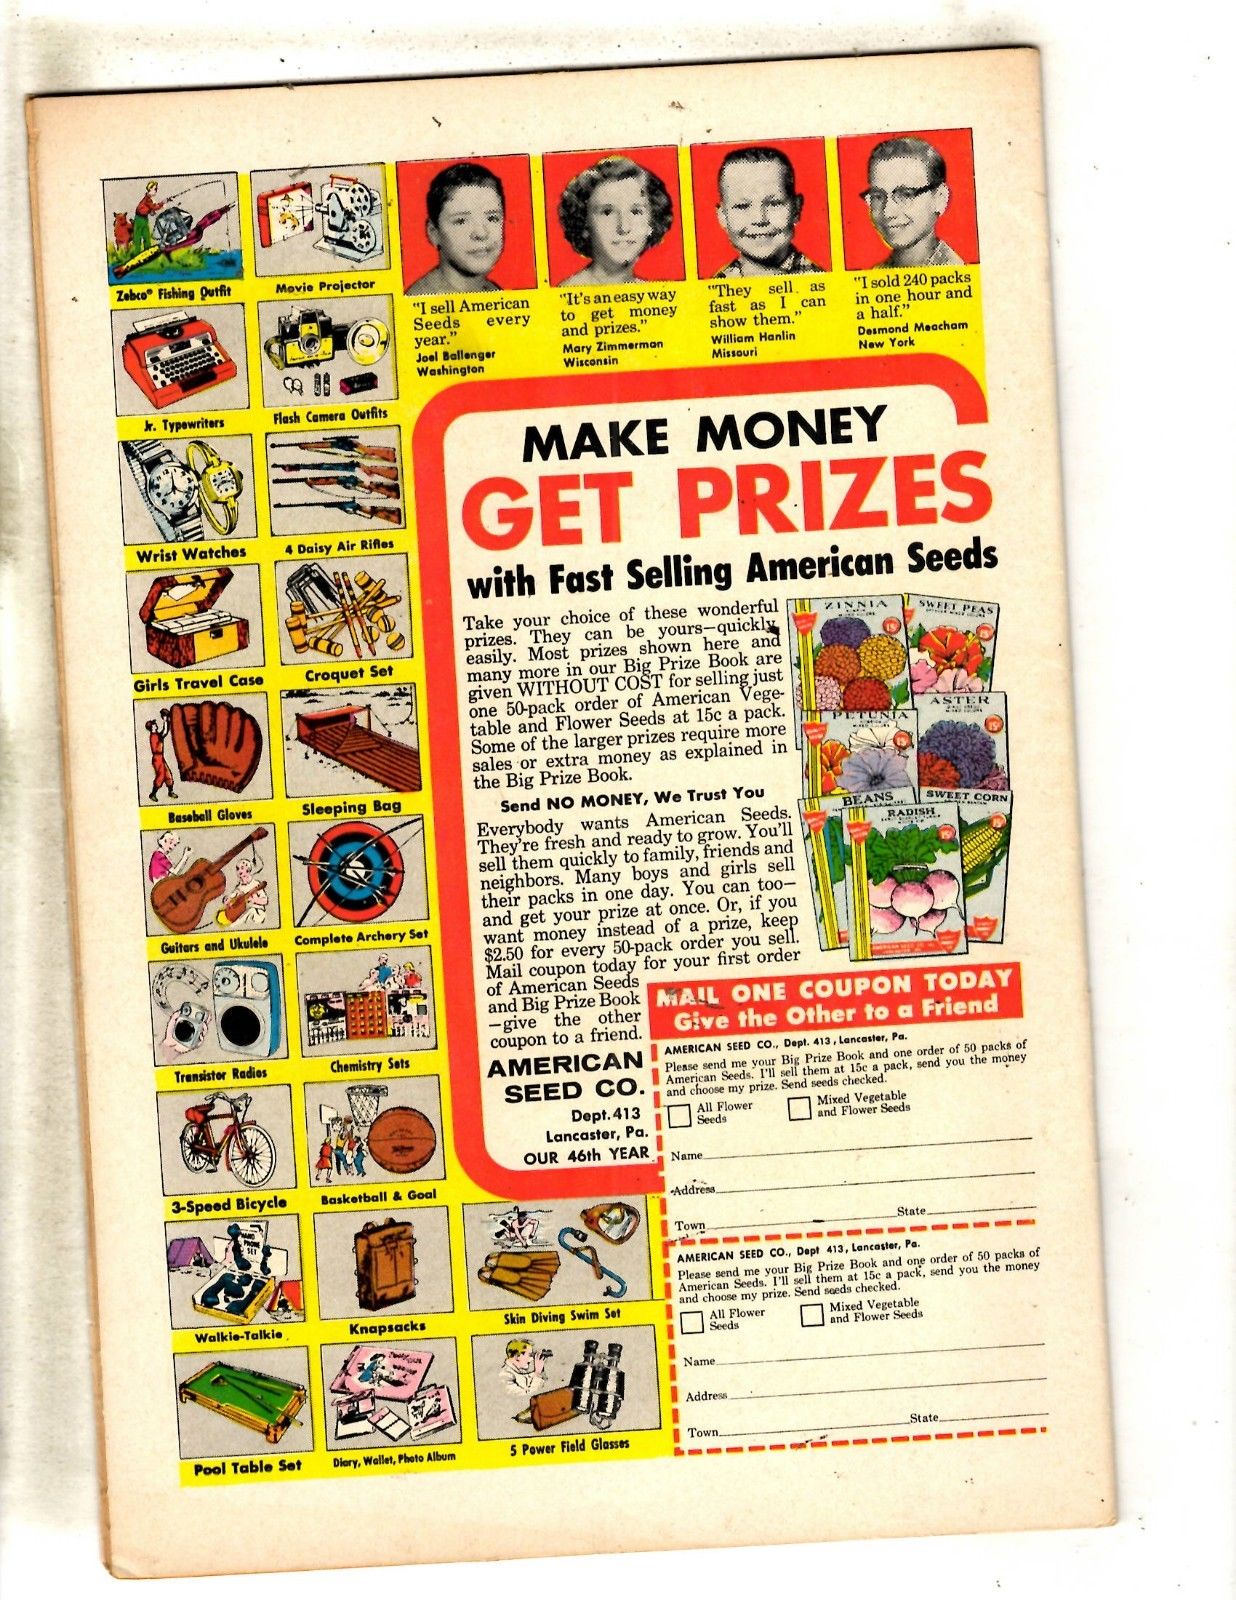 "I sell American
Seeds every
year."
Joel Ballenger
Washington
"It's an easy way
to get money
and prizes."
Mary Zimmerman
Wisconsin
"They sell as
fast as I can
show them."
William Hanlin
Missouri
"I sold 240 packs
in one hour and
a half."
Desmond Meacham
New York
Zebco® Fishing Outfit
Movie Projector
Jr. Typewriters
Flash Camera Outfits
Wrist Watches
4 Daisy Air Rifles
Girls Travel Case
Croquet Set
Baseball Gloves
Sleeping Bag
Guitars and Ukulele
Complete Archery Set
Transistor Radios
Chemistry Sets
3-Speed Bicycle
Basketball & Goal
HAND
PHONE
SET
Walkie-Talkie
Knapsacks
Skin Diving Swim Set
Pool Table Set
Diary, Wallet, Photo Album
5 Power Field Glasses
MAKE MONEY
GET PRIZES
with Fast Selling American Seeds
Take your choice of these wonderful
prizes. They can be yours—quickly,
easily. Most prizes shown here and
many more in our Big Prize Book are
given WITHOUT COST for selling just
one 50-pack order of American Vege-
table and Flower Seeds at 15c a pack.
Some of the larger prizes require more
sales or extra money as explained in
the Big Prize Book.
Send NO MONEY, We Trust You
Everybody wants American Seeds.
They're fresh and ready to grow. You'll
sell them quickly to family, friends and
neighbors. Many boys and girls sell
their packs in one day. You can too—
and get your prize at once. Or, if you
want money instead of a prize, keep
$2.50 for every 50-pack order you sell.
Mail coupon today for your first order
of American Seeds
and Big Prize Book
—give the other
coupon to a friend.
AMERICAN
SEED CO.
Dept. 413
Lancaster, Pa.
OUR 46th YEAR
ZINNIA
15¢
SWEET PEAS
15¢
PETUNIA
15¢
ASTER
15¢
BEANS
SWEET CORN
15¢
RADISH
15¢
MAIL ONE COUPON TODAY
Give the Other to a Friend
AMERICAN SEED CO., Dept. 413, Lancaster, Pa.
Please send me your Big Prize Book and one order of 50 packs of
American Seeds. I'll sell them at 15c a pack, send you the money
and choose my prize. Send seeds checked.
All Flower
Seeds
Mixed Vegetable
and Flower Seeds
Name
Address
Town State
AMERICAN SEED CO., Dept 413, Lancaster, Pa.
Please send me your Big Prize Book and one order of 50 packs of
American Seeds. I'll sell them at 15c a pack, send you the money
and choose my prize. Send seeds checked.
All Flower
Seeds
Mixed Vegetable
and Flower Seeds
Name
Address
Town State